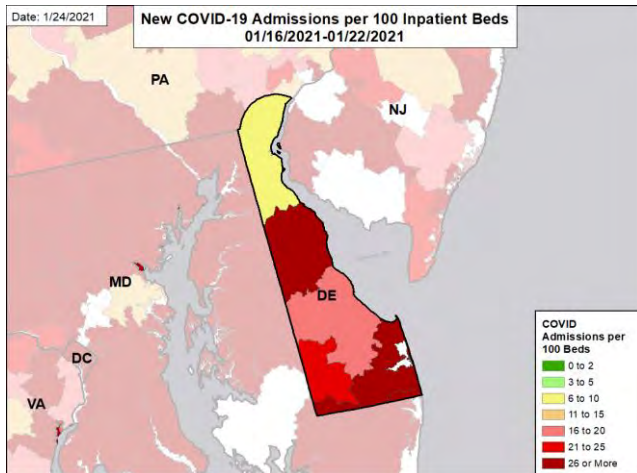 Date: 1/24/2021
New COVID-19 Admissions per 100 Inpatient Beds
01/16/2021-01/22/2021
PA
NJ
MD
DE
DC
VA
COVID
Admissions per
100 Beds
0 to 2
3 to 5
6 to 10
11 to 15
16 to 20
21 to 25
26 or More